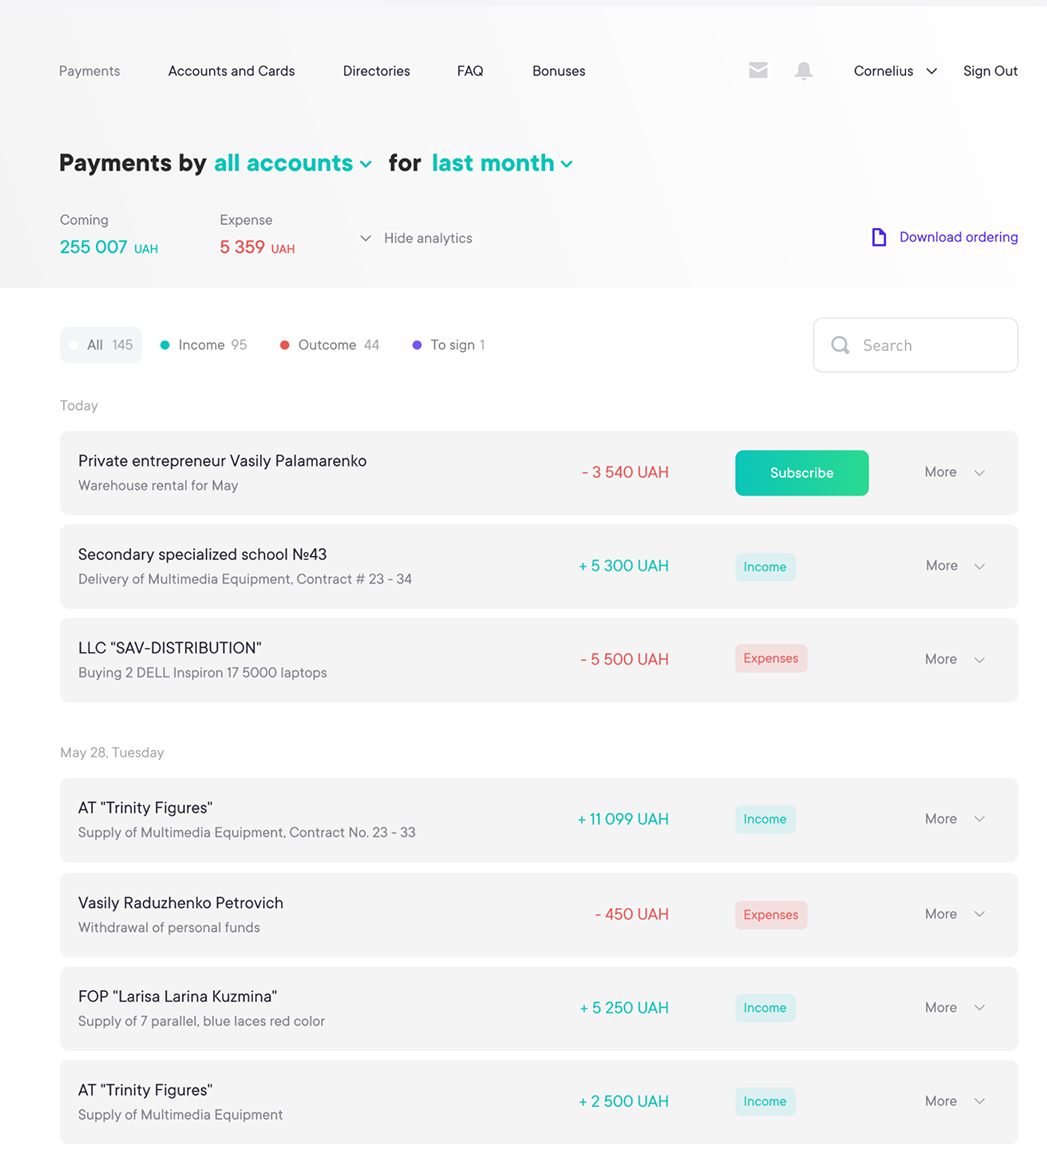 Payments Accounts and Cards Directories FAQ Bonuses Cornelius Sign Out
Payments by all accounts for last month
Coming Expense
255 007 UAH 5 359 UAH Hide analytics Download ordering
All 145 Income 95 Outcome 44 To sign 1 Search
Today
Private entrepreneur Vasily Palamarenko
Warehouse rental for May
- 3 540 UAH Subscribe More
Secondary specialized school №43
Delivery of Multimedia Equipment, Contract # 23 - 34
+ 5 300 UAH Income More
LLC "SAV-DISTRIBUTION"
Buying 2 DELL Inspiron 17 5000 laptops
- 5 500 UAH Expenses More
May 28, Tuesday
AT "Trinity Figures"
Supply of Multimedia Equipment, Contract No. 23 - 33
+ 11 099 UAH Income More
Vasily Raduzhenko Petrovich
Withdrawal of personal funds
- 450 UAH Expenses More
FOP "Larisa Larina Kuzmina"
Supply of 7 parallel, blue laces red color
+ 5 250 UAH Income More
AT "Trinity Figures"
Supply of Multimedia Equipment
+ 2 500 UAH Income More